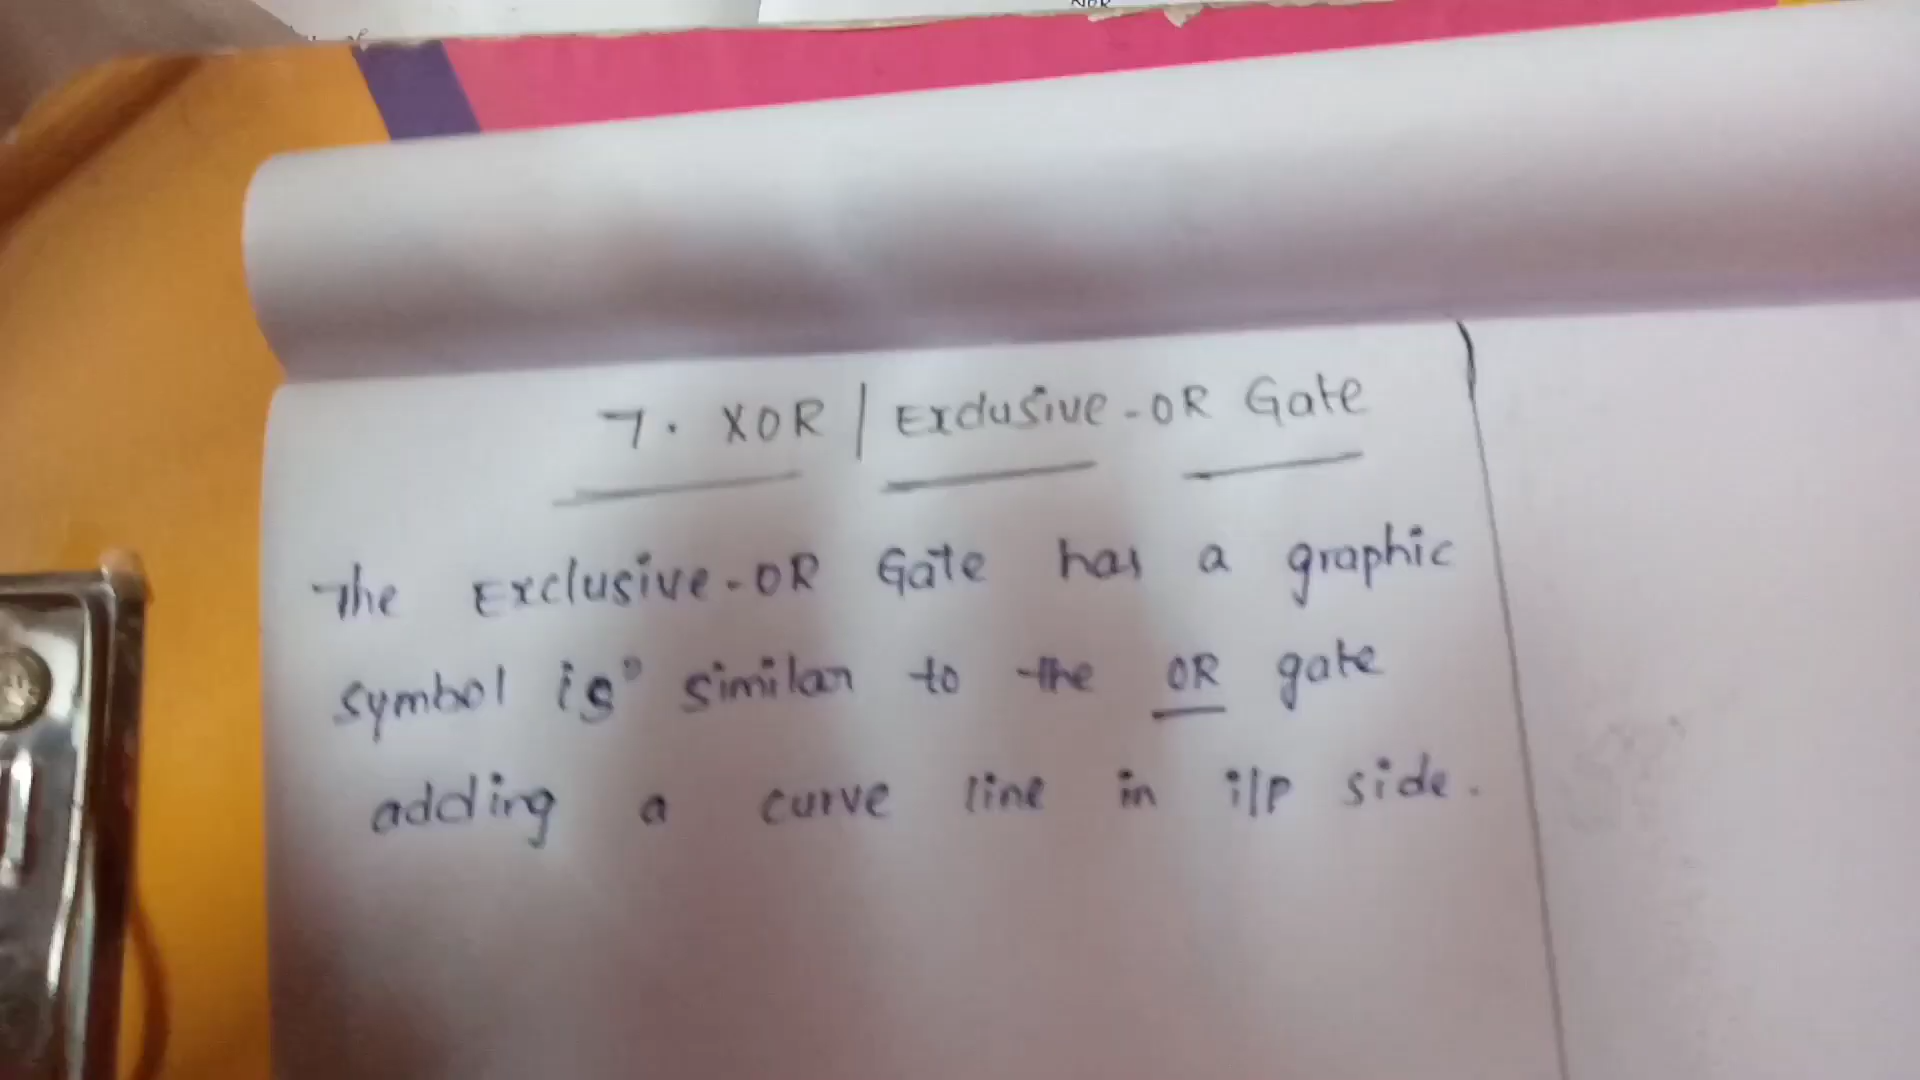 NOR
7. XOR | Exclusive-OR Gate
The Exclusive-OR Gate has a graphic
symbol is similar to the OR gate
adding a curve line in i/p side.